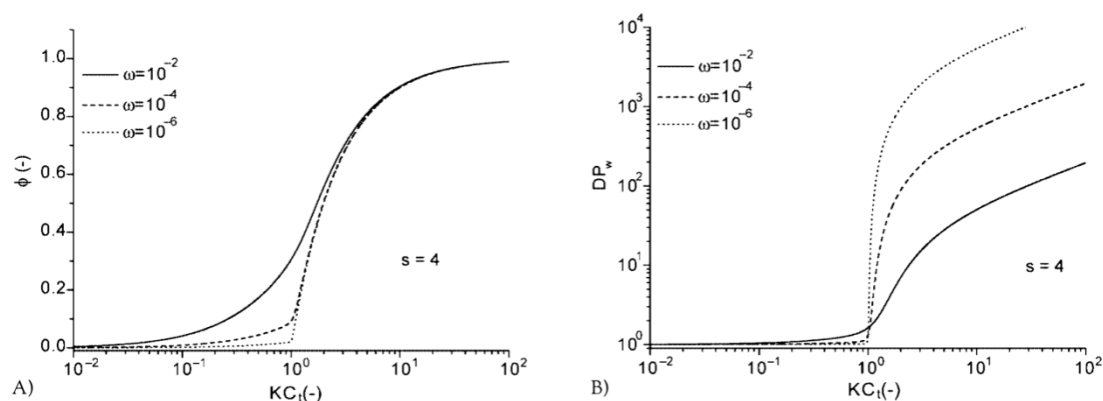 1.0
0.8
0.6
0.4
0.2
0.0
ϕ (-)
ω=10⁻²
ω=10⁻⁴
ω=10⁻⁶
s = 4
10⁻² 10⁻¹ 10⁰ 10¹ 10²
KCₜ(-)
A)
10⁴
10³
10²
10¹
10⁰
DP_w
ω=10⁻²
ω=10⁻⁴
ω=10⁻⁶
s = 4
10⁻² 10⁻¹ 10⁰ 10¹ 10²
KCₜ(-)
B)